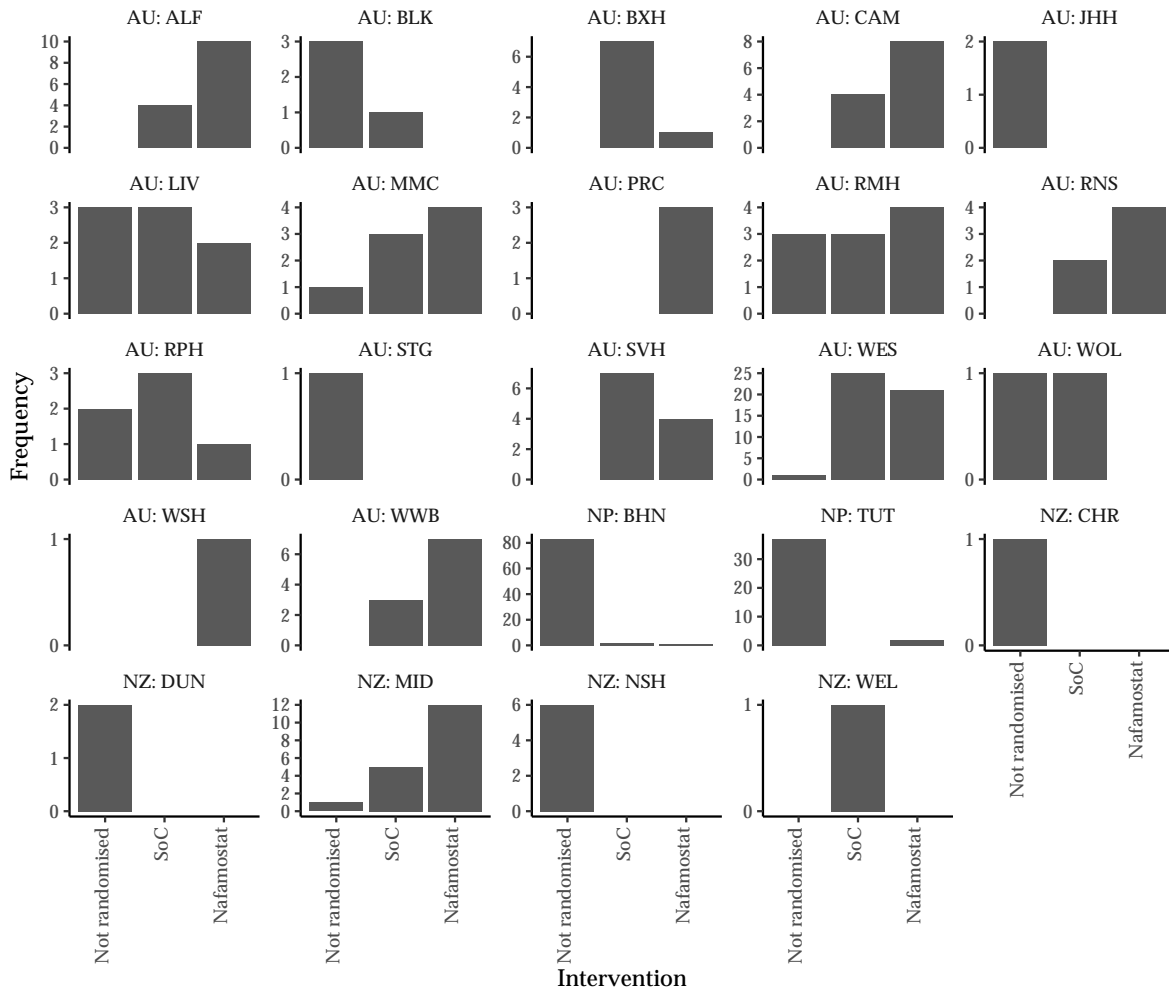 AU: ALF AU: BLK AU: BXH AU: CAM AU: JHH
10 8 6 4 2 0
3 2 1 0
6 4 2 0
8 6 4 2 0
2 1 0
AU: LIV AU: MMC AU: PRC AU: RMH AU: RNS
3 2 1 0
4 3 2 1 0
3 2 1 0
4 3 2 1 0
4 3 2 1 0
AU: RPH AU: STG AU: SVH AU: WES AU: WOL
3 2 1 0
1 0
6 4 2 0
25 20 15 10 5 0
1 0
AU: WSH AU: WWB NP: BHN NP: TUT NZ: CHR
1 0
6 4 2 0
80 60 40 20 0
30 20 10 0
1 0
NZ: DUN NZ: MID NZ: NSH NZ: WEL
2 1 0
12 10 8 6 4 2 0
6 4 2 0
1 0
Not randomised SoC Nafamostat
Not randomised SoC Nafamostat
Not randomised SoC Nafamostat
Not randomised SoC Nafamostat
Not randomised SoC Nafamostat
Frequency
Intervention